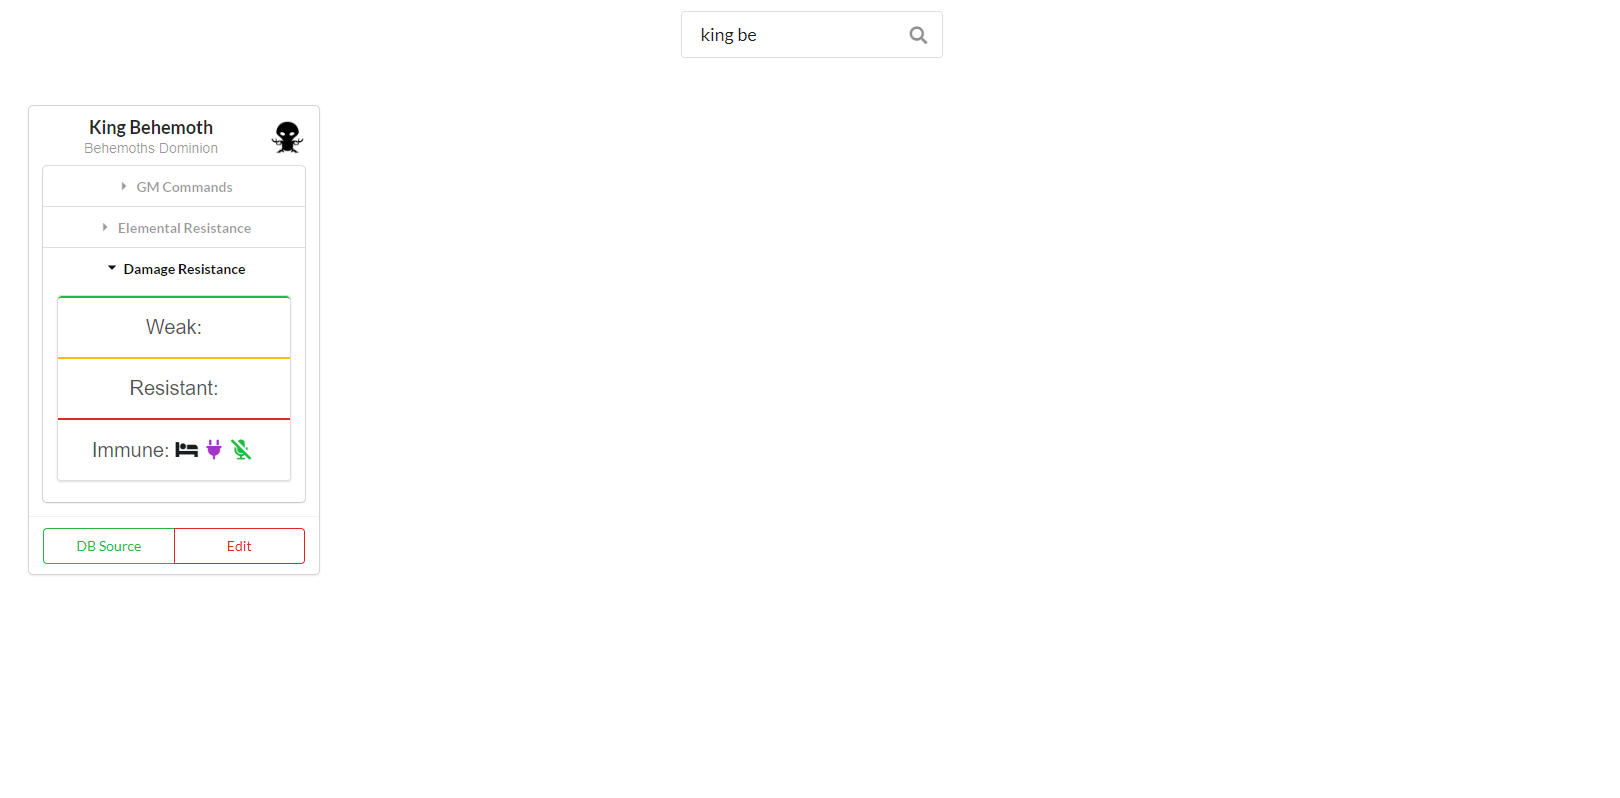 king be
King Behemoth
Behemoths Dominion
GM Commands
Elemental Resistance
Damage Resistance
Weak:
Resistant:
Immune:
DB Source
Edit